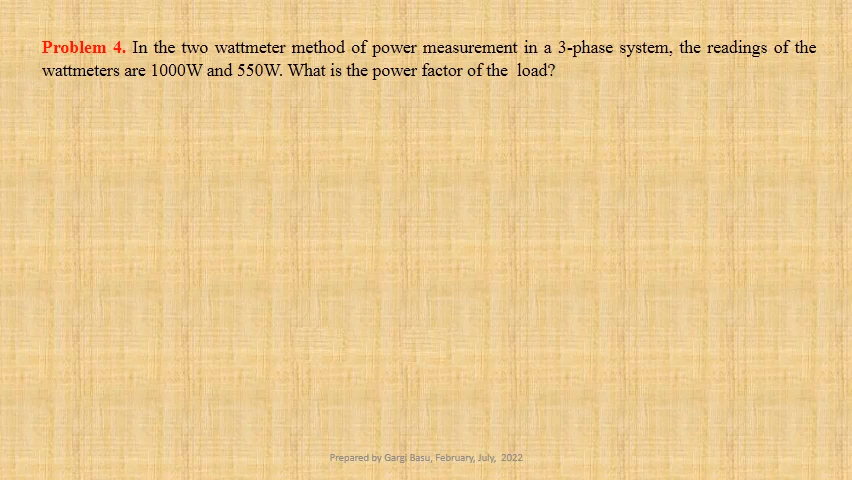 Problem 4. In the two wattmeter method of power measurement in a 3-phase system, the readings of the
wattmeters are 1000W and 550W. What is the power factor of the load?
Prepared by Gargi Basu, February, July, 2022